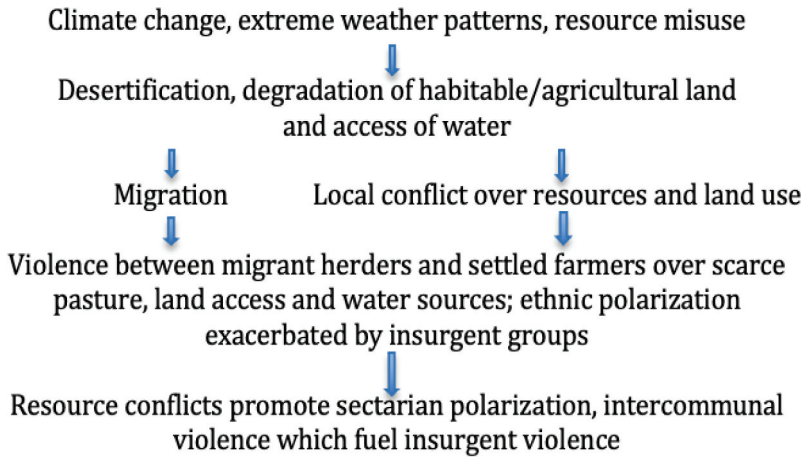 Climate change, extreme weather patterns, resource misuse
Desertification, degradation of habitable/agricultural land
and access of water
Migration
Local conflict over resources and land use
Violence between migrant herders and settled farmers over scarce
pasture, land access and water sources; ethnic polarization
exacerbated by insurgent groups
Resource conflicts promote sectarian polarization, intercommunal
violence which fuel insurgent violence